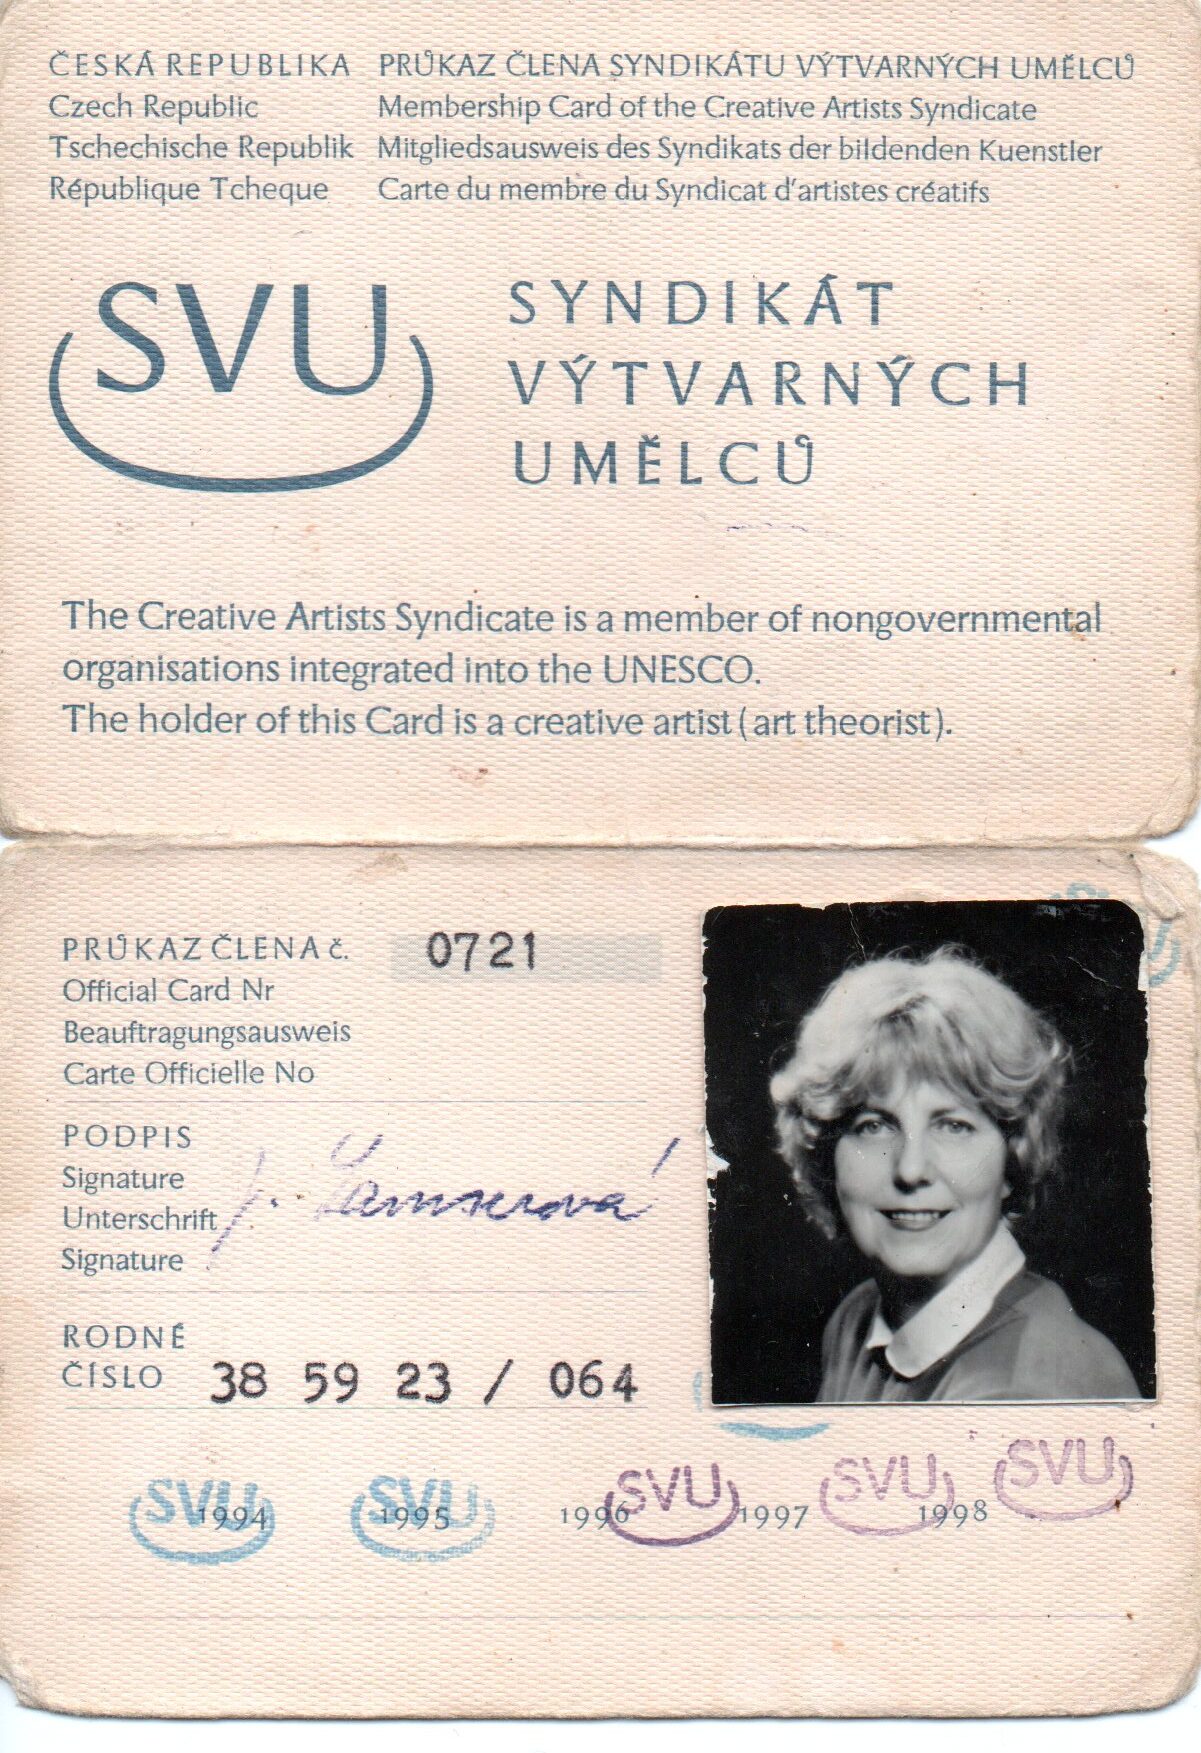 ČESKÁ REPUBLIKA PRŮKAZ ČLENA SYNDIKÁTU VÝTVARNÝCH UMĚLCŮ
Czech Republic Membership Card of the Creative Artists Syndicate
Tschechische Republik Mitgliedsausweis des Syndikats der bildenden Kuenstler
République Tcheque Carte du membre du Syndicat d'artistes créatifs
SVU
SYNDIKÁT
VÝTVARNÝCH
UMĚLCŮ
The Creative Artists Syndicate is a member of nongovernmental
organisations integrated into the UNESCO.
The holder of this Card is a creative artist (art theorist).
PRŮKAZ ČLENA č. 0721
Official Card Nr
Beauftragungsausweis
Carte Officielle No
PODPIS
Signature
J.
Unterschrift
Signature
RODNÉ
ČÍSLO 38 59 23 / 064
SVU SVU SVU SVU SVU
1994 1995 1996 1997 1998